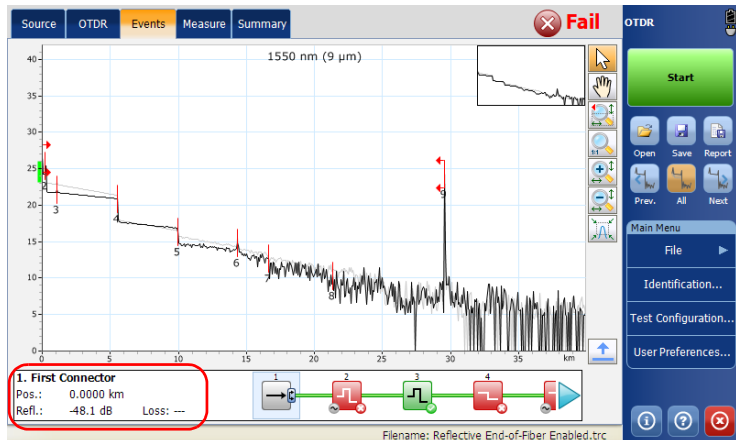 Source OTDR Events Measure Summary Fail OTDR
1550 nm (9 µm)
40
35
30
25
20
15
10
5
0
2
3
4
5
6
7
8
9
0 5 10 15 20 25 30 35 km
1:1
1. First Connector
Pos.: 0.0000 km
Refl.: -48.1 dB Loss: ---
1 2 3 4
Filename: Reflective End-of-Fiber Enabled.trc
Start
Open Save Report
Prev. All Next
Main Menu
File
Identification...
Test Configuration...
User Preferences...